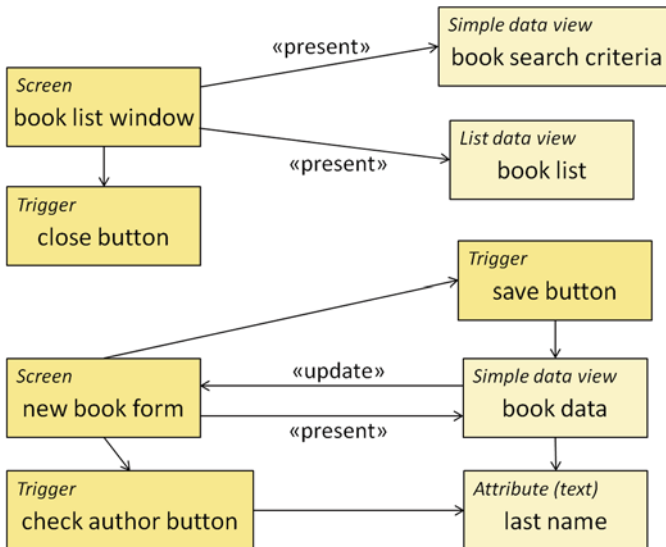 Simple data view
book search criteria
«present»
Screen
book list window
List data view
book list
«present»
Trigger
close button
Trigger
save button
Screen
new book form
«update»
Simple data view
book data
«present»
Trigger
check author button
Attribute (text)
last name